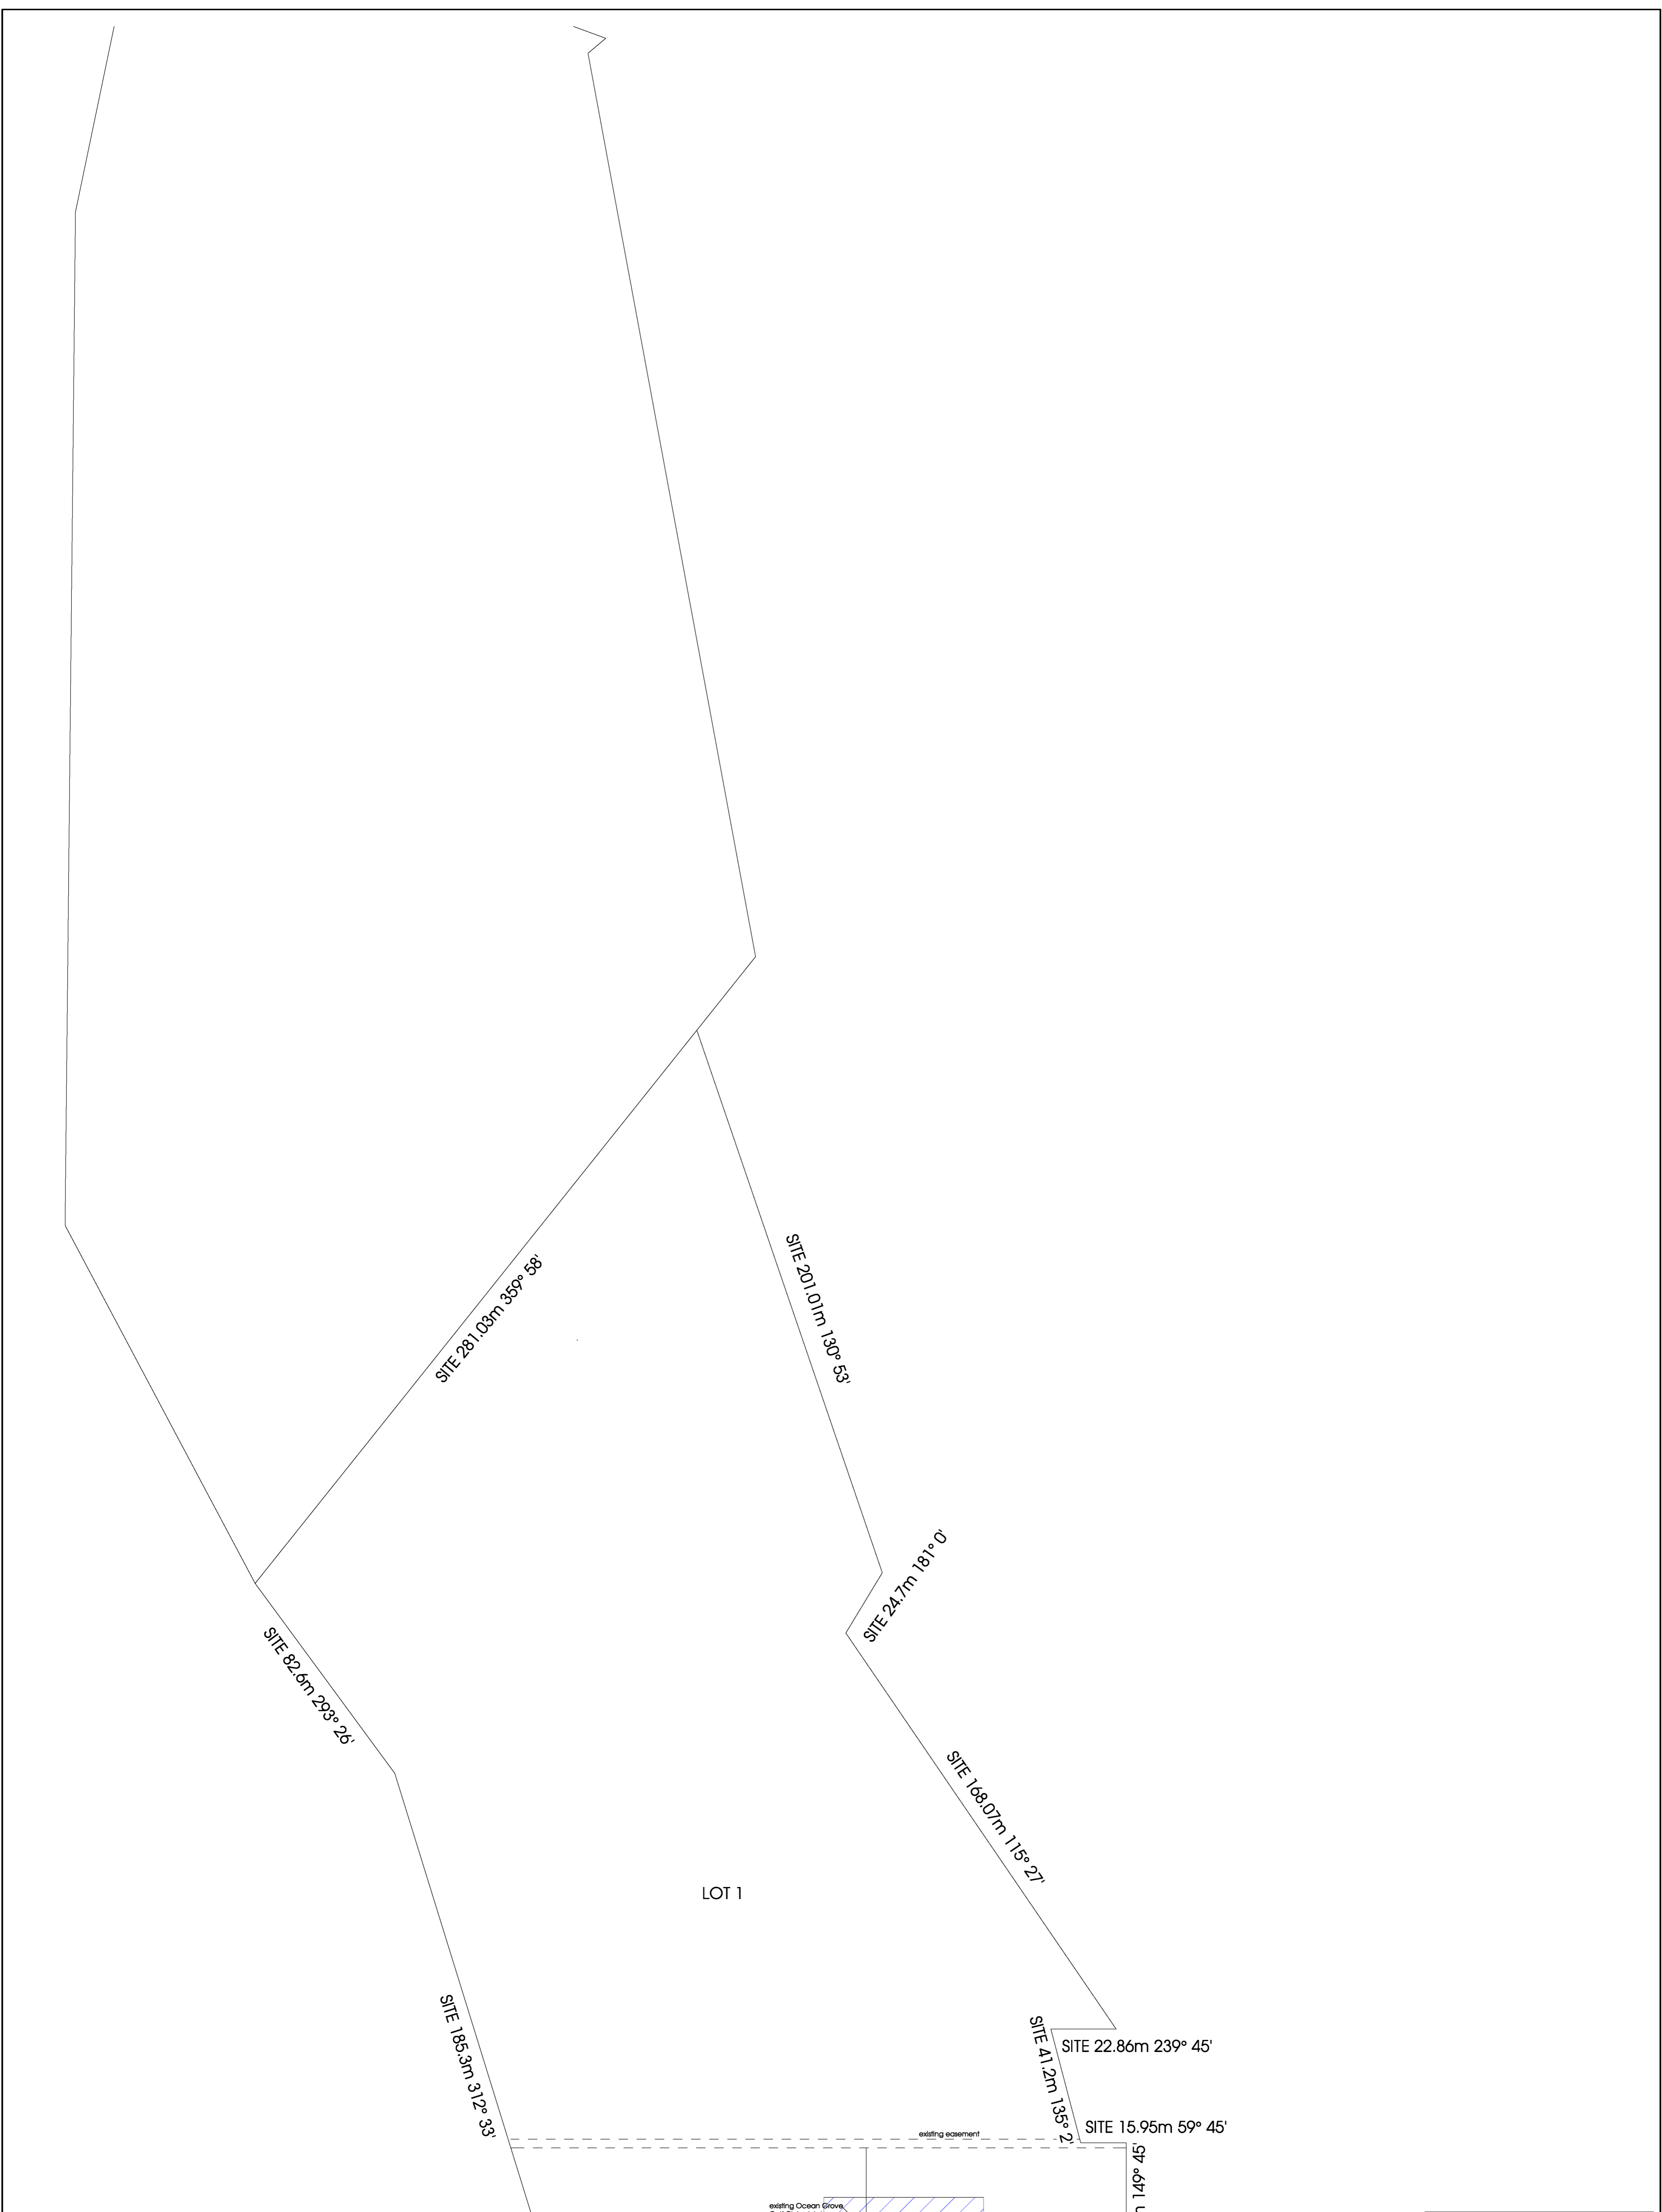 SITE 281.03m 359° 58'
SITE 201.01m 130° 53'
SITE 24.7m 181° 0'
SITE 82.6m 293° 26'
SITE 168.07m 115° 27'
LOT 1
SITE 185.3m 312° 33'
SITE 41.2m 135° 2'
SITE 22.86m 239° 45'
SITE 15.95m 59° 45'
existing easement
149° 45'
existing Ocean Grove